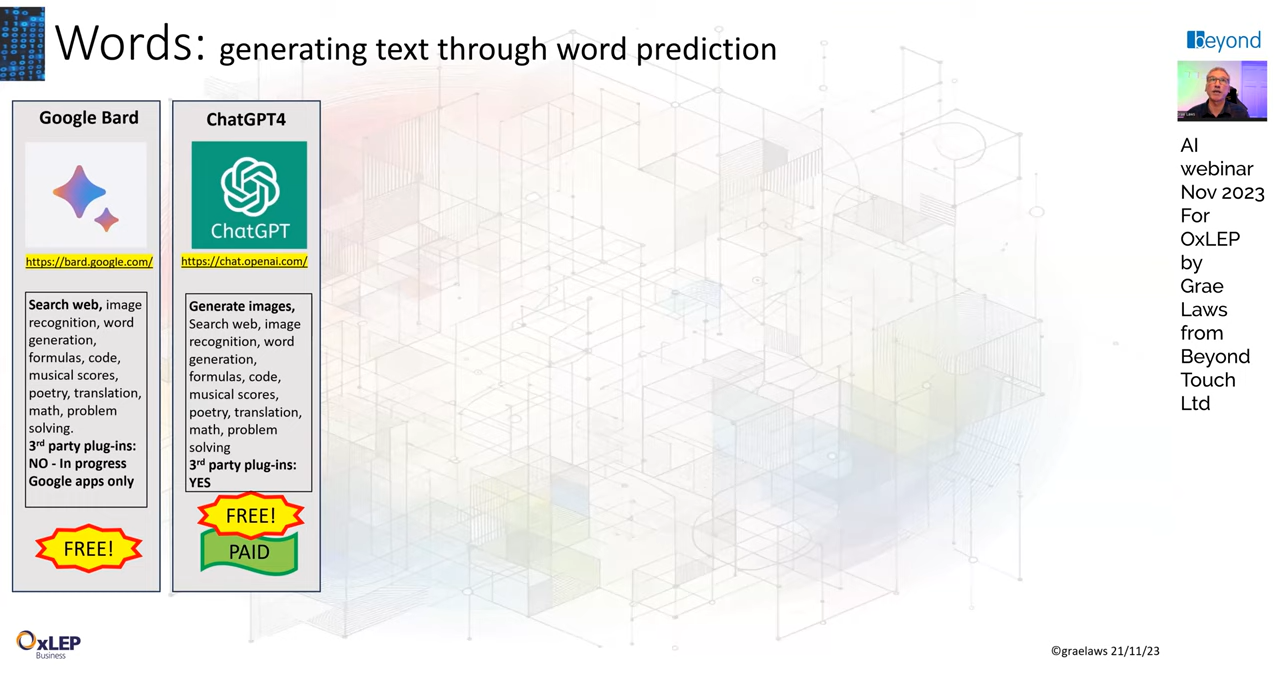 Words: generating text through word prediction
Google Bard
https://bard.google.com/
Search web, image
recognition, word
generation,
formulas, code,
musical scores,
poetry, translation,
math, problem
solving.
3rd party plug-ins:
NO - In progress
Google apps only
FREE!
ChatGPT4
ChatGPT
https://chat.openai.com/
Generate images,
Search web, image
recognition, word
generation,
formulas, code,
musical scores,
poetry, translation,
math, problem
solving
3rd party plug-ins:
YES
FREE!
PAID
beyond
AI
webinar
Nov 2023
For
OxLEP
by
Grae
Laws
from
Beyond
Touch
Ltd
OxLEP
Business
©graelaws 21/11/23